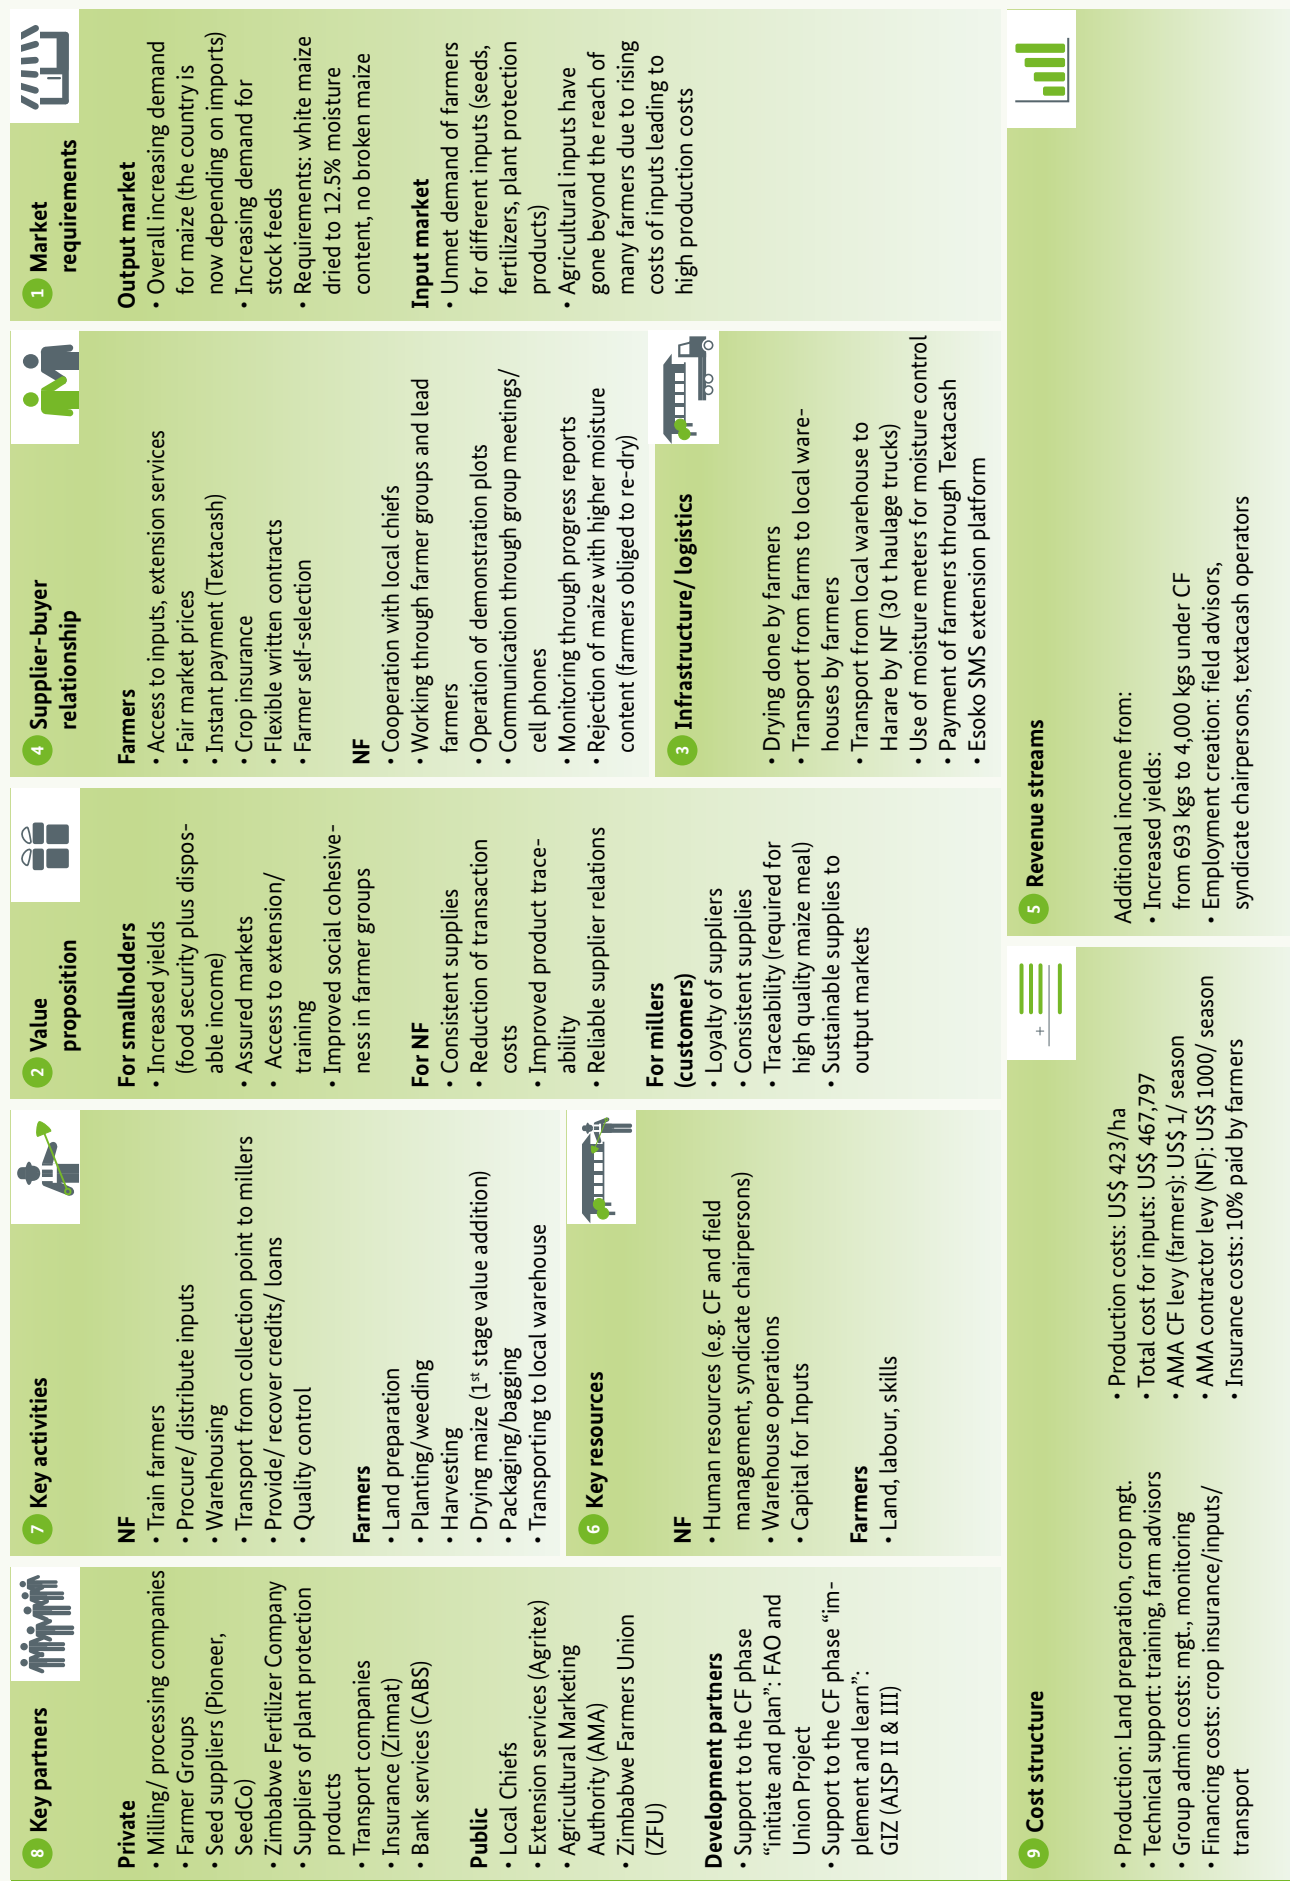 8 Key partners
Private
• Milling/ processing companies
• Farmer Groups
• Seed suppliers (Pioneer,
SeedCo)
• Zimbabwe Fertilizer Company
• Suppliers of plant protection
products
• Transport companies
• Insurance (Zimnat)
• Bank services (CABS)
Public
• Local Chiefs
• Extension services (Agritex)
• Agricultural Marketing
Authority (AMA)
• Zimbabwe Farmers Union
(ZFU)
Development partners
• Support to the CF phase
“initiate and plan”: FAO and
Union Project
• Support to the CF phase “im-
plement and learn”:
GIZ (AISP II & III)
7 Key activities
NF
• Train farmers
• Procure/ distribute inputs
• Warehousing
• Transport from collection point to millers
• Provide/ recover credits/ loans
• Quality control
Farmers
• Land preparation
• Planting/weeding
• Harvesting
• Drying maize (1st stage value addition)
• Packaging/bagging
• Transporting to local warehouse
6 Key resources
NF
• Human resources (e.g. CF and field
management, syndicate chairpersons)
• Warehouse operations
• Capital for Inputs
Farmers
• Land, labour, skills
2 Value
proposition
For smallholders
• Increased yields
(food security plus dispos-
able income)
• Assured markets
• Access to extension/
training
• Improved social cohesive-
ness in farmer groups
For NF
• Consistent supplies
• Reduction of transaction
costs
• Improved product trace-
ability
• Reliable supplier relations
For millers
(customers)
• Loyalty of suppliers
• Consistent supplies
• Traceability (required for
high quality maize meal)
• Sustainable supplies to
output markets
4 Supplier-buyer
relationship
Farmers
• Access to inputs, extension services
• Fair market prices
• Instant payment (Textacash)
• Crop insurance
• Flexible written contracts
• Farmer self-selection
NF
• Cooperation with local chiefs
• Working through farmer groups and lead
farmers
• Operation of demonstration plots
• Communication through group meetings/
cell phones
• Monitoring through progress reports
• Rejection of maize with higher moisture
content (farmers obliged to re-dry)
3 Infrastructure/ logistics
• Drying done by farmers
• Transport from farms to local ware-
houses by farmers
• Transport from local warehouse to
Harare by NF (30 t haulage trucks)
• Use of moisture meters for moisture control
• Payment of farmers through Textacash
• Esoko SMS extension platform
1 Market
requirements
Output market
• Overall increasing demand
for maize (the country is
now depending on imports)
• Increasing demand for
stock feeds
• Requirements: white maize
dried to 12.5% moisture
content, no broken maize
Input market
• Unmet demand of farmers
for different inputs (seeds,
fertilizers, plant protection
products)
• Agricultural inputs have
gone beyond the reach of
many farmers due to rising
costs of inputs leading to
high production costs
9 Cost structure
• Production: Land preparation, crop mgt.
• Technical support: training, farm advisors
• Group admin costs: mgt., monitoring
• Financing costs: crop insurance/inputs/
transport
• Production costs: US$ 423/ha
• Total cost for inputs: US$ 467,797
• AMA CF levy (farmers): US$ 1/ season
• AMA contractor levy (NF): US$ 1000/ season
• Insurance costs: 10% paid by farmers
5 Revenue streams
Additional income from:
• Increased yields:
from 693 kgs to 4,000 kgs under CF
• Employment creation: field advisors,
syndicate chairpersons, textacash operators